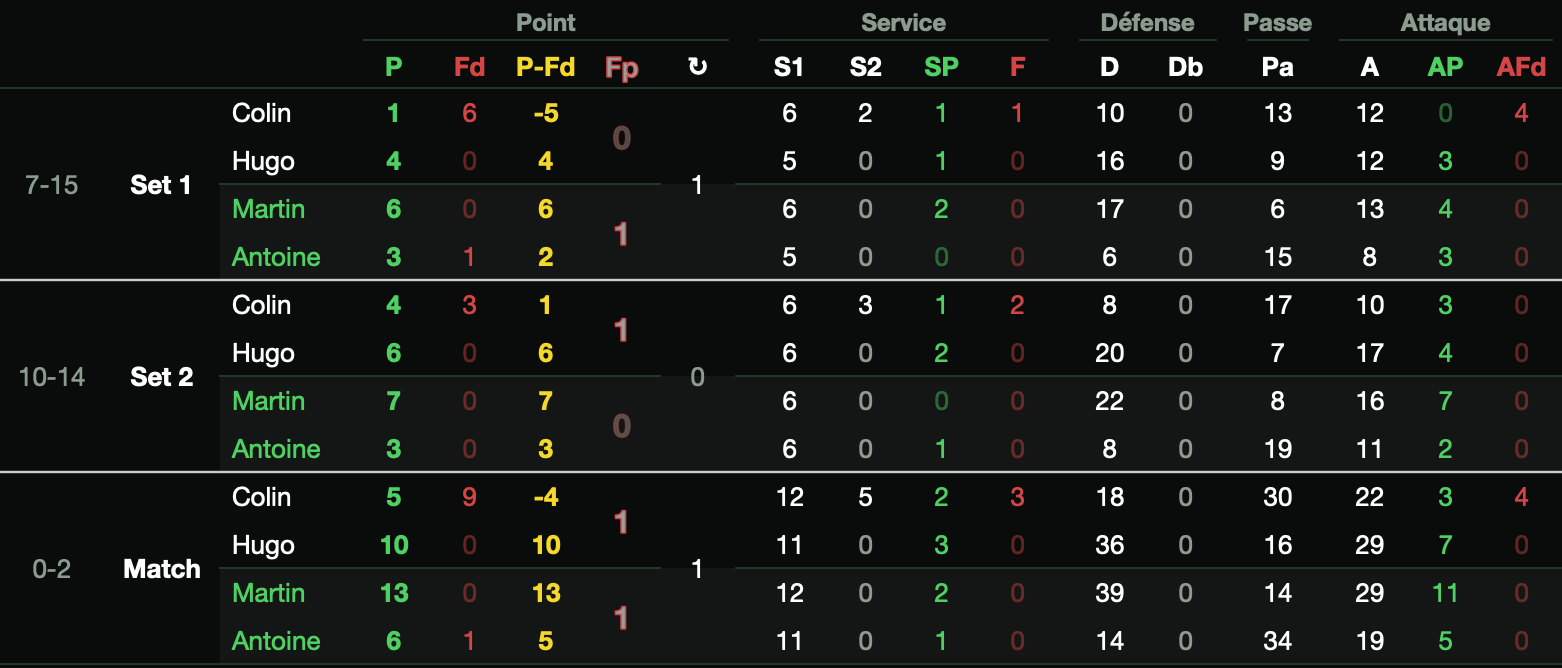 Point Service Défense Passe Attaque
P Fd P-Fd Fp ↻ S1 S2 SP F D Db Pa A AP AFd
7-15 Set 1 0 1 1
Colin 1 6 -5 6 2 1 1 10 0 13 12 0 4
Hugo 4 0 4 5 0 1 0 16 0 9 12 3 0
Martin 6 0 6 6 0 2 0 17 0 6 13 4 0
Antoine 3 1 2 5 0 0 0 6 0 15 8 3 0
10-14 Set 2 1 0 0
Colin 4 3 1 6 3 1 2 8 0 17 10 3 0
Hugo 6 0 6 6 0 2 0 20 0 7 17 4 0
Martin 7 0 7 6 0 0 0 22 0 8 16 7 0
Antoine 3 0 3 6 0 1 0 8 0 19 11 2 0
0-2 Match 1 1 1
Colin 5 9 -4 12 5 2 3 18 0 30 22 3 4
Hugo 10 0 10 11 0 3 0 36 0 16 29 7 0
Martin 13 0 13 12 0 2 0 39 0 14 29 11 0
Antoine 6 1 5 11 0 1 0 14 0 34 19 5 0